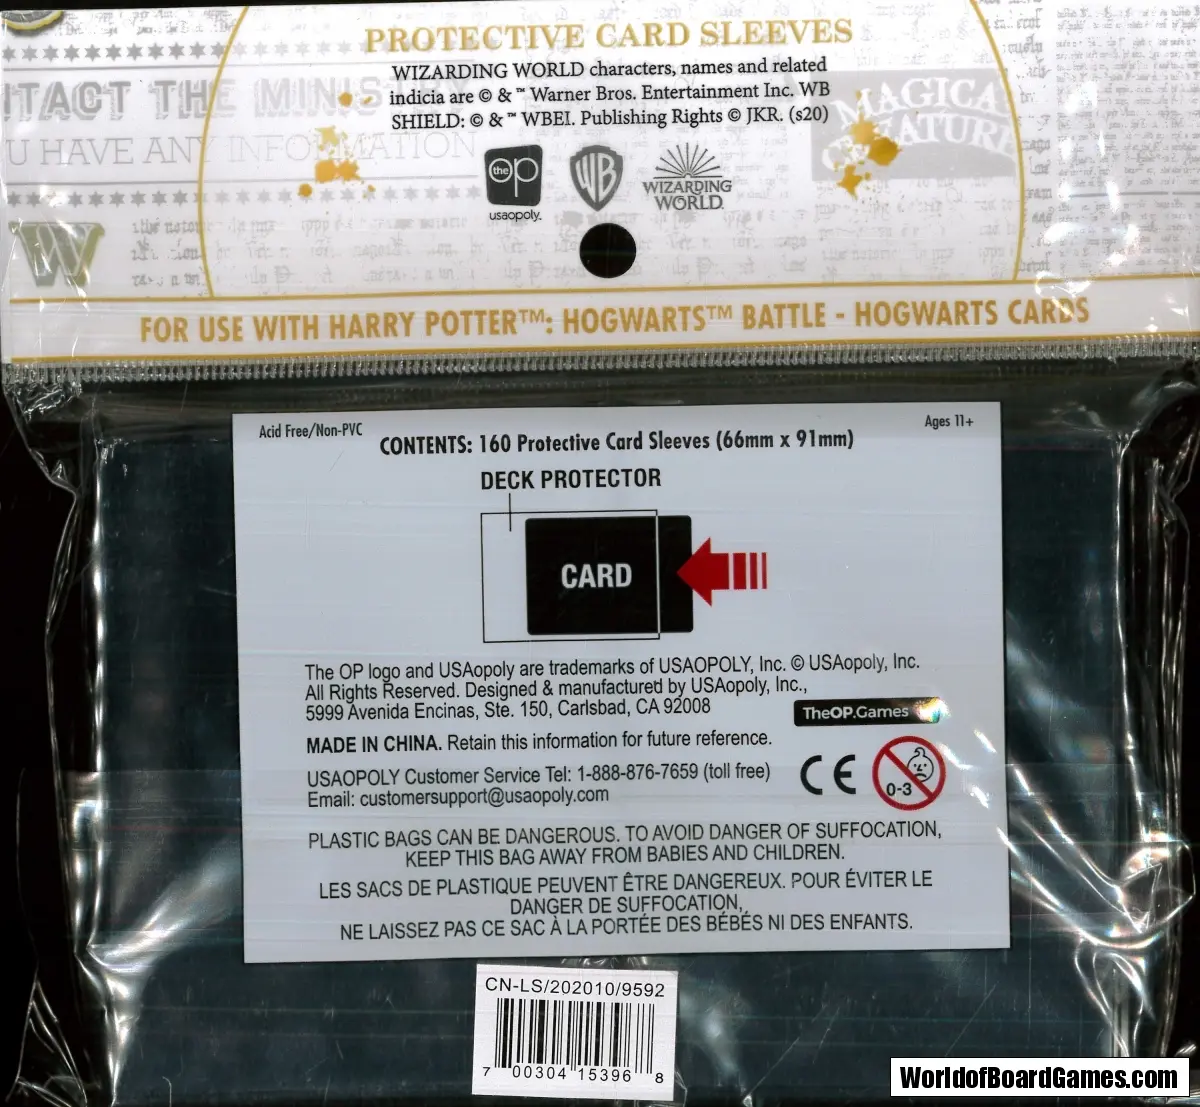 PROTECTIVE CARD SLEEVES
WIZARDING WORLD characters, names and related
indicia are © & ™ Warner Bros. Entertainment Inc. WB
SHIELD: © & ™ WBEI. Publishing Rights © JKR. (s20)
TACT THE MINIS
U HAVE ANY INFORMATION
MAGICA
the op
usaopoly.
WB
WIZARDING
WORLD
W
FOR USE WITH HARRY POTTER™: HOGWARTS™ BATTLE - HOGWARTS CARDS
Acid Free/Non-PVC
Ages 11+
CONTENTS: 160 Protective Card Sleeves (66mm x 91mm)
DECK PROTECTOR
CARD
The OP logo and USAopoly are trademarks of USAOPOLY, Inc. © USAopoly, Inc.
All Rights Reserved. Designed & manufactured by USAopoly, Inc.,
5999 Avenida Encinas, Ste. 150, Carlsbad, CA 92008
TheOP.Games
MADE IN CHINA. Retain this information for future reference.
USAOPOLY Customer Service Tel: 1-888-876-7659 (toll free)
Email: customersupport@usaopoly.com
CE
0-3
PLASTIC BAGS CAN BE DANGEROUS. TO AVOID DANGER OF SUFFOCATION,
KEEP THIS BAG AWAY FROM BABIES AND CHILDREN.
LES SACS DE PLASTIQUE PEUVENT ÊTRE DANGEREUX. POUR ÉVITER LE
DANGER DE SUFFOCATION,
NE LAISSEZ PAS CE SAC À LA PORTÉE DES BÉBÉS NI DES ENFANTS.
CN-LS/202010/9592
7 00304 15396 8
WorldofBoardGames.com